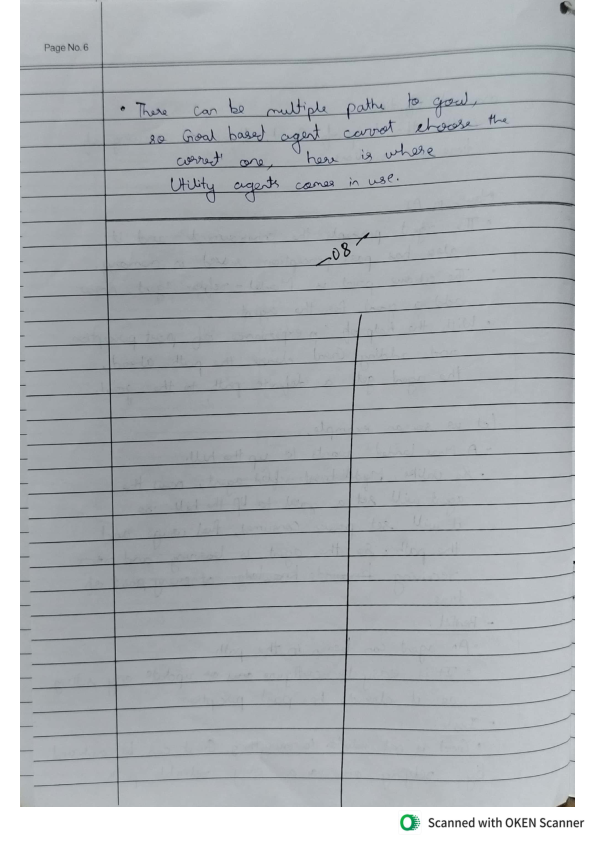 Page No. 6
• There can be multiple paths to goal,
so Goal based agent cannot choose the
correct one, here is where
Utility agents comes in use.
08
Scanned with OKEN Scanner